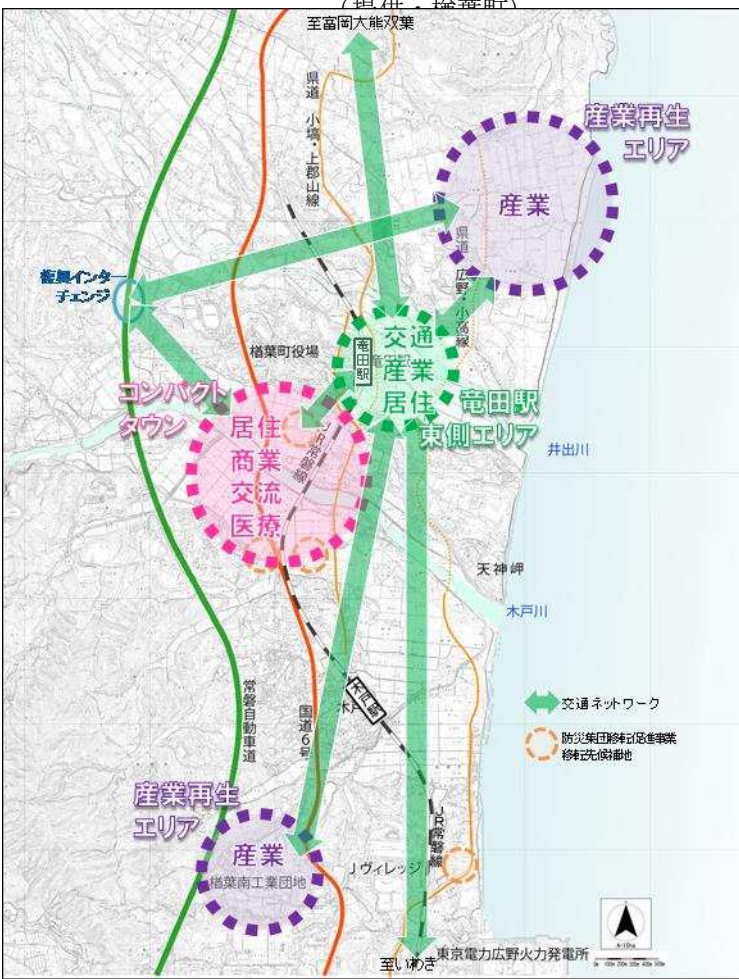 （提供・楢葉町）
至富岡大熊双葉
県道 小塙・上郡山線
産業再生
エリア
産業
県道 広野・小高線
復興インター
チェンジ
楢葉町役場
竜田駅
交通
産業
居住
竜田駅
東側エリア
コンパクト
タウン
居住
商業
交流
医療
JR常磐線
井出川
天神岬
木戸川
木戸駅
常磐自動車道
国道6号
交通ネットワーク
防災集団移転促進事業
移転先候補地
産業再生
エリア
産業
楢葉南工業団地
JR常磐線
Jヴィレッジ
東京電力広野火力発電所
至いわき